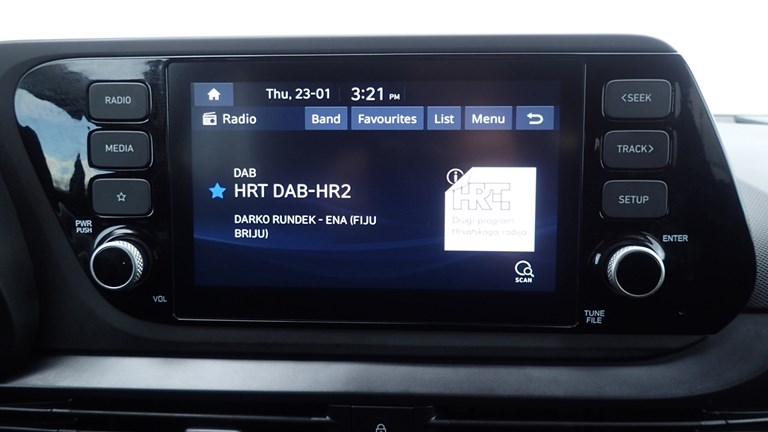 Thu, 23-01 3:21 PM
Radio Band Favourites List Menu
DAB
HRT DAB-HR2
DARKO RUNDEK - ENA (FIJU
BRIJU)
HRT
Drugi program
Hrvatskoga radija
SCAN
RADIO
MEDIA
PWR
PUSH
VOL
<SEEK
TRACK>
SETUP
ENTER
TUNE
FILE